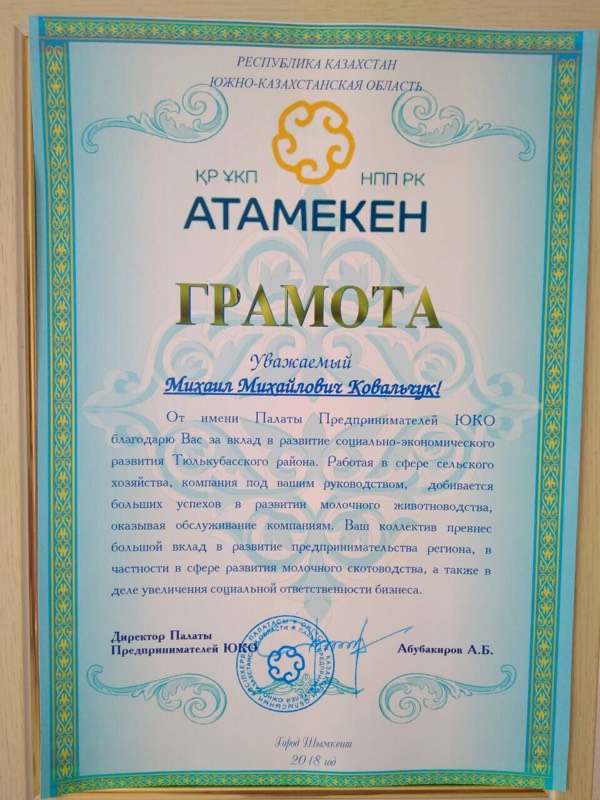 РЕСПУБЛИКА КАЗАХСТАН
ЮЖНО-КАЗАХСТАНСКАЯ ОБЛАСТЬ
ҚР ҰКП НПП РК
АТАМЕКЕН
ГРАМОТА
Уважаемый
Михаил Михайлович Ковальчук!
От имени Палаты Предпринимателей ЮКО
благодарю Вас за вклад в развитие социально-экономического
развития Тюлькубасского района. Работая в сфере сельского
хозяйства, компания под вашим руководством, добивается
больших успехов в развитии молочного животноводства,
оказывая обслуживание компаниям. Ваш коллектив превнес
большой вклад в развитие предпринимательства региона, в
частности в сфере развития молочного скотоводства, а также в
деле увеличения социальной ответственности бизнеса.
Директор Палаты
Предпринимателей ЮКО Абубакиров А.Б.
Город Шымкент
2018 год